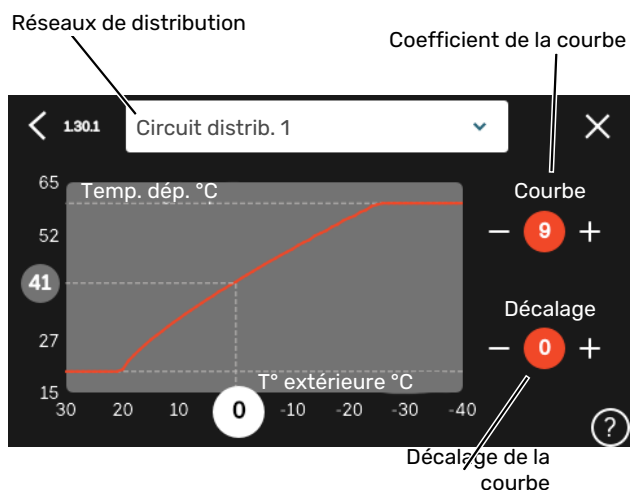 Réseaux de distribution
Coefficient de la courbe
1.30.1
Circuit distrib. 1
65
Temp. dép. °C
Courbe
52
9
41
Décalage
27
0
T° extérieure °C
15
30 20 10 0 -10 -20 -30 -40
?
Décalage de la
courbe